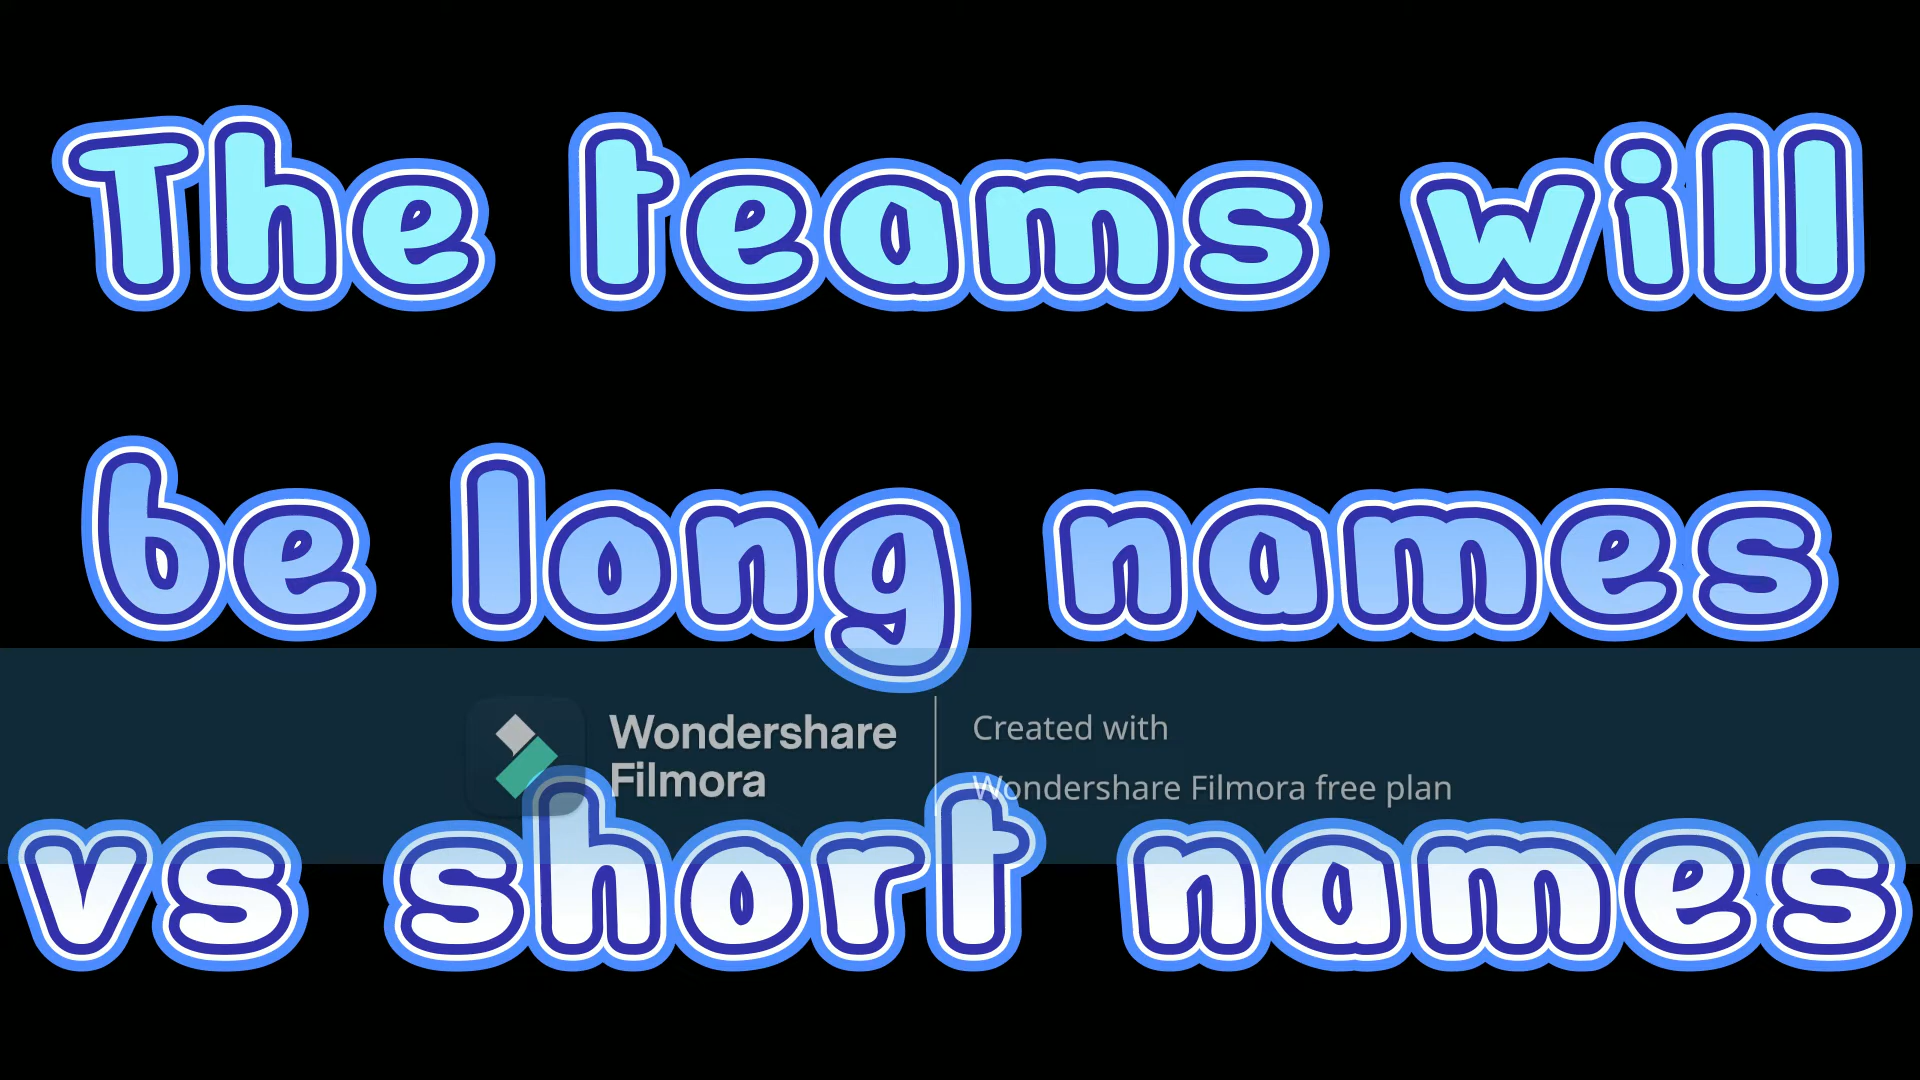 The teams will
be long names
Wondershare
Filmora
Created with
Wondershare Filmora free plan
vs short names